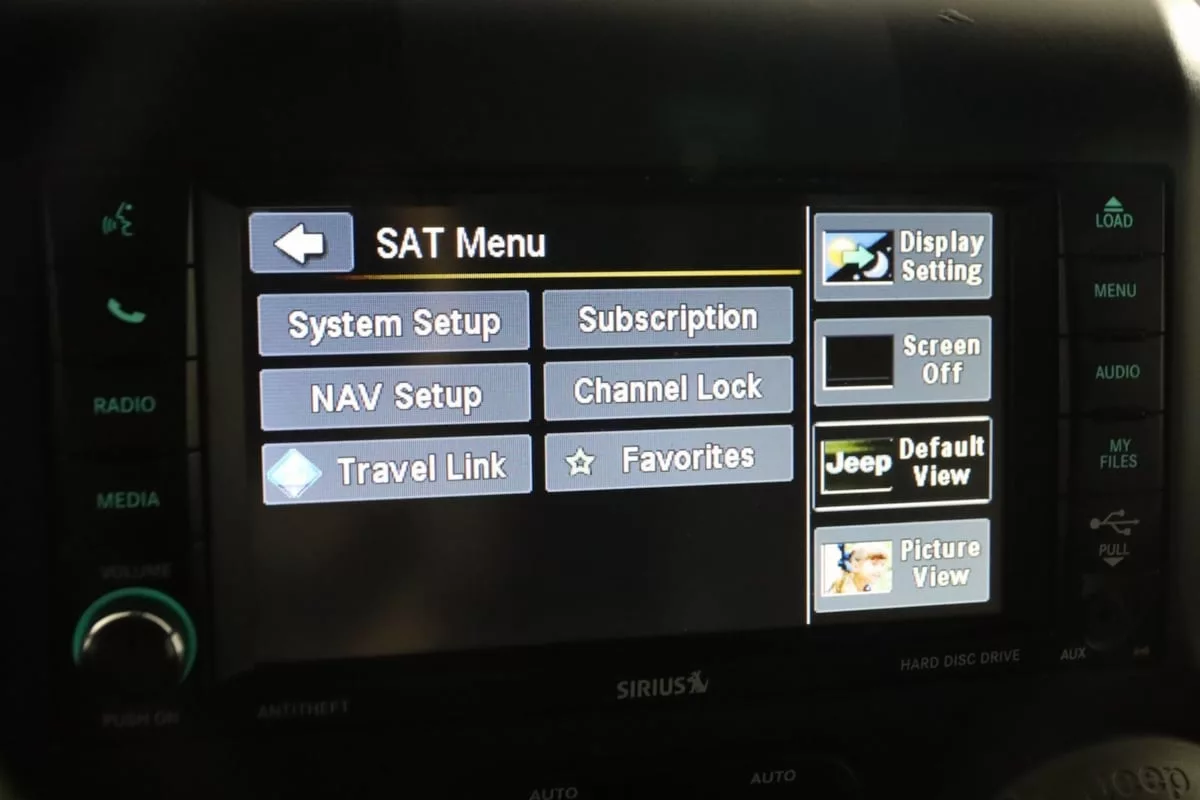 SAT Menu
System Setup
Subscription
NAV Setup
Channel Lock
Travel Link
Favorites
Display
Setting
Screen
Off
Jeep
Default
View
Picture
View
RADIO
MEDIA
VOLUME
PUSH ON
LOAD
MENU
AUDIO
MY
FILES
PULL
ANTITHEFT
SIRIUS
HARD DISC DRIVE
AUX
AUTO
AUTO
Jeep